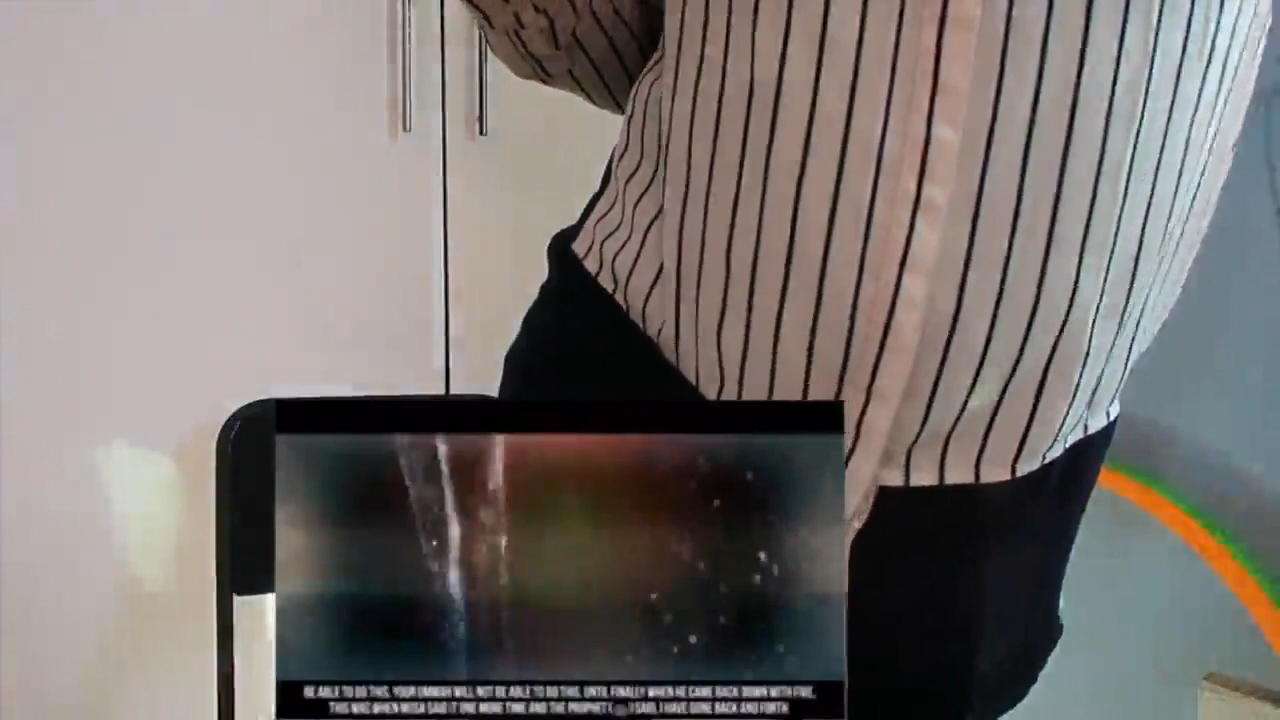 BE ABLE TO DO THIS, YOUR UMMAH WILL NOT BE ABLE TO DO THIS. UNTIL FINALLY WHEN HE CAME BACK DOWN WITH FIVE,
THIS WAS WHEN MUSA SAID IT ONE MORE TIME AND THE PROPHET SAID, I HAVE GONE BACK AND FORTH